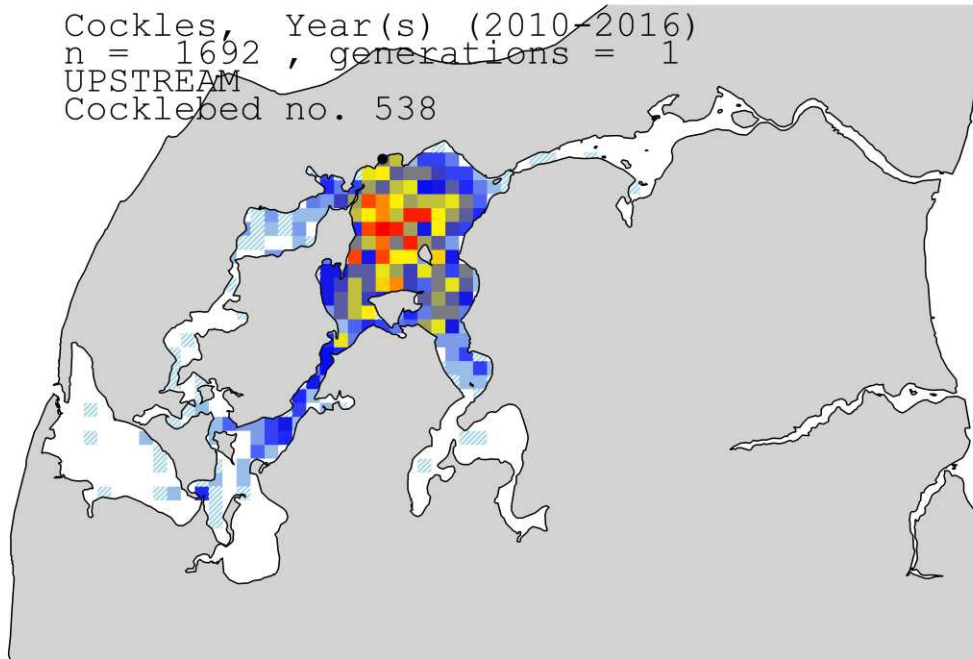 Cockles, Year(s) (2010-2016)
n = 1692 , generations = 1
UPSTREAM
Cocklebed no. 538